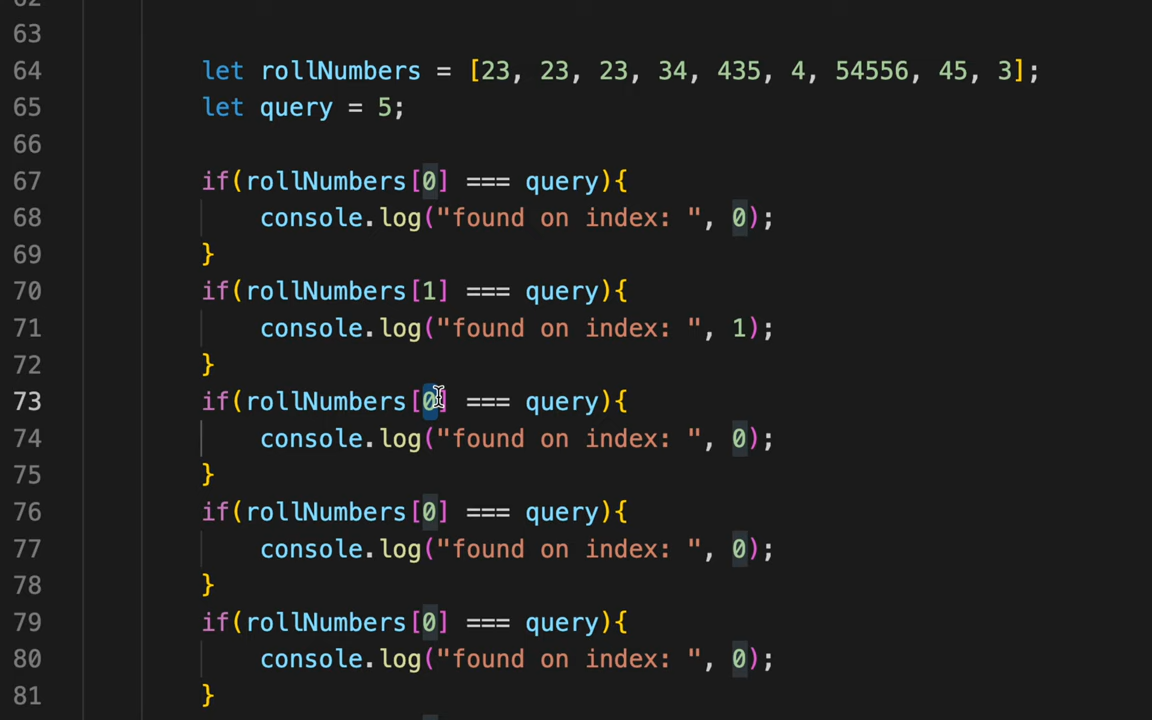 62
63
64 let rollNumbers = [23, 23, 23, 34, 435, 4, 54556, 45, 3];
65 let query = 5;
66
67 if(rollNumbers[0] === query){
68 console.log("found on index: ", 0);
69 }
70 if(rollNumbers[1] === query){
71 console.log("found on index: ", 1);
72 }
73 if(rollNumbers[0] === query){
74 console.log("found on index: ", 0);
75 }
76 if(rollNumbers[0] === query){
77 console.log("found on index: ", 0);
78 }
79 if(rollNumbers[0] === query){
80 console.log("found on index: ", 0);
81 }